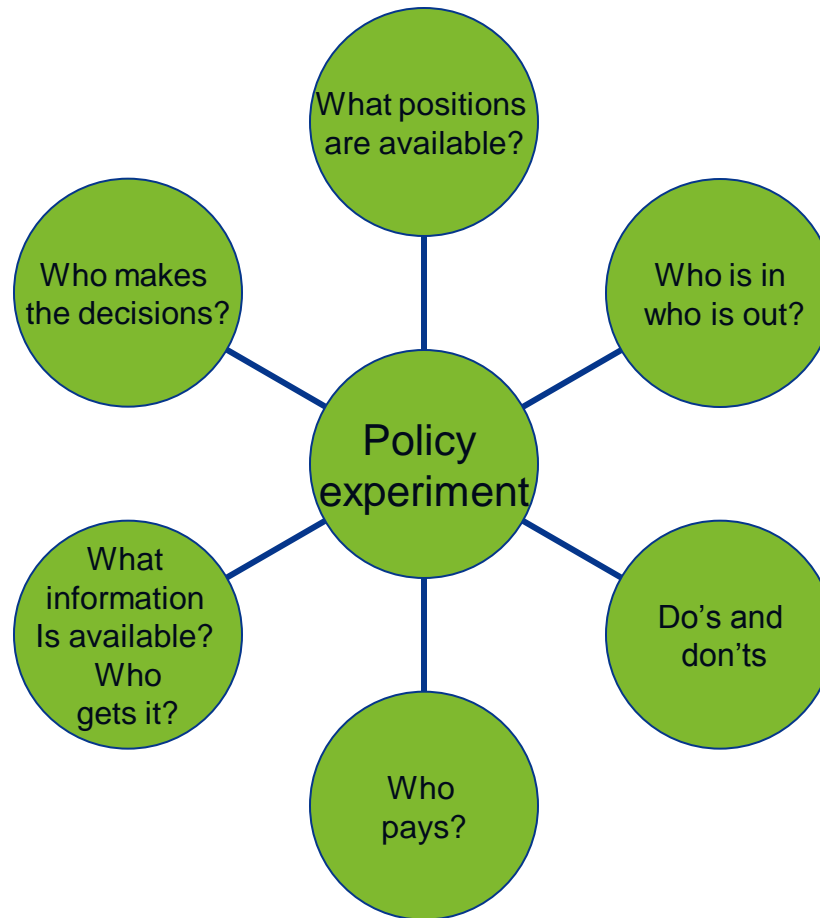 What positions
are available?
Who makes
the decisions?
Who is in
who is out?
Policy
experiment
What
information
Is available?
Who
gets it?
Do's and
don'ts
Who
pays?